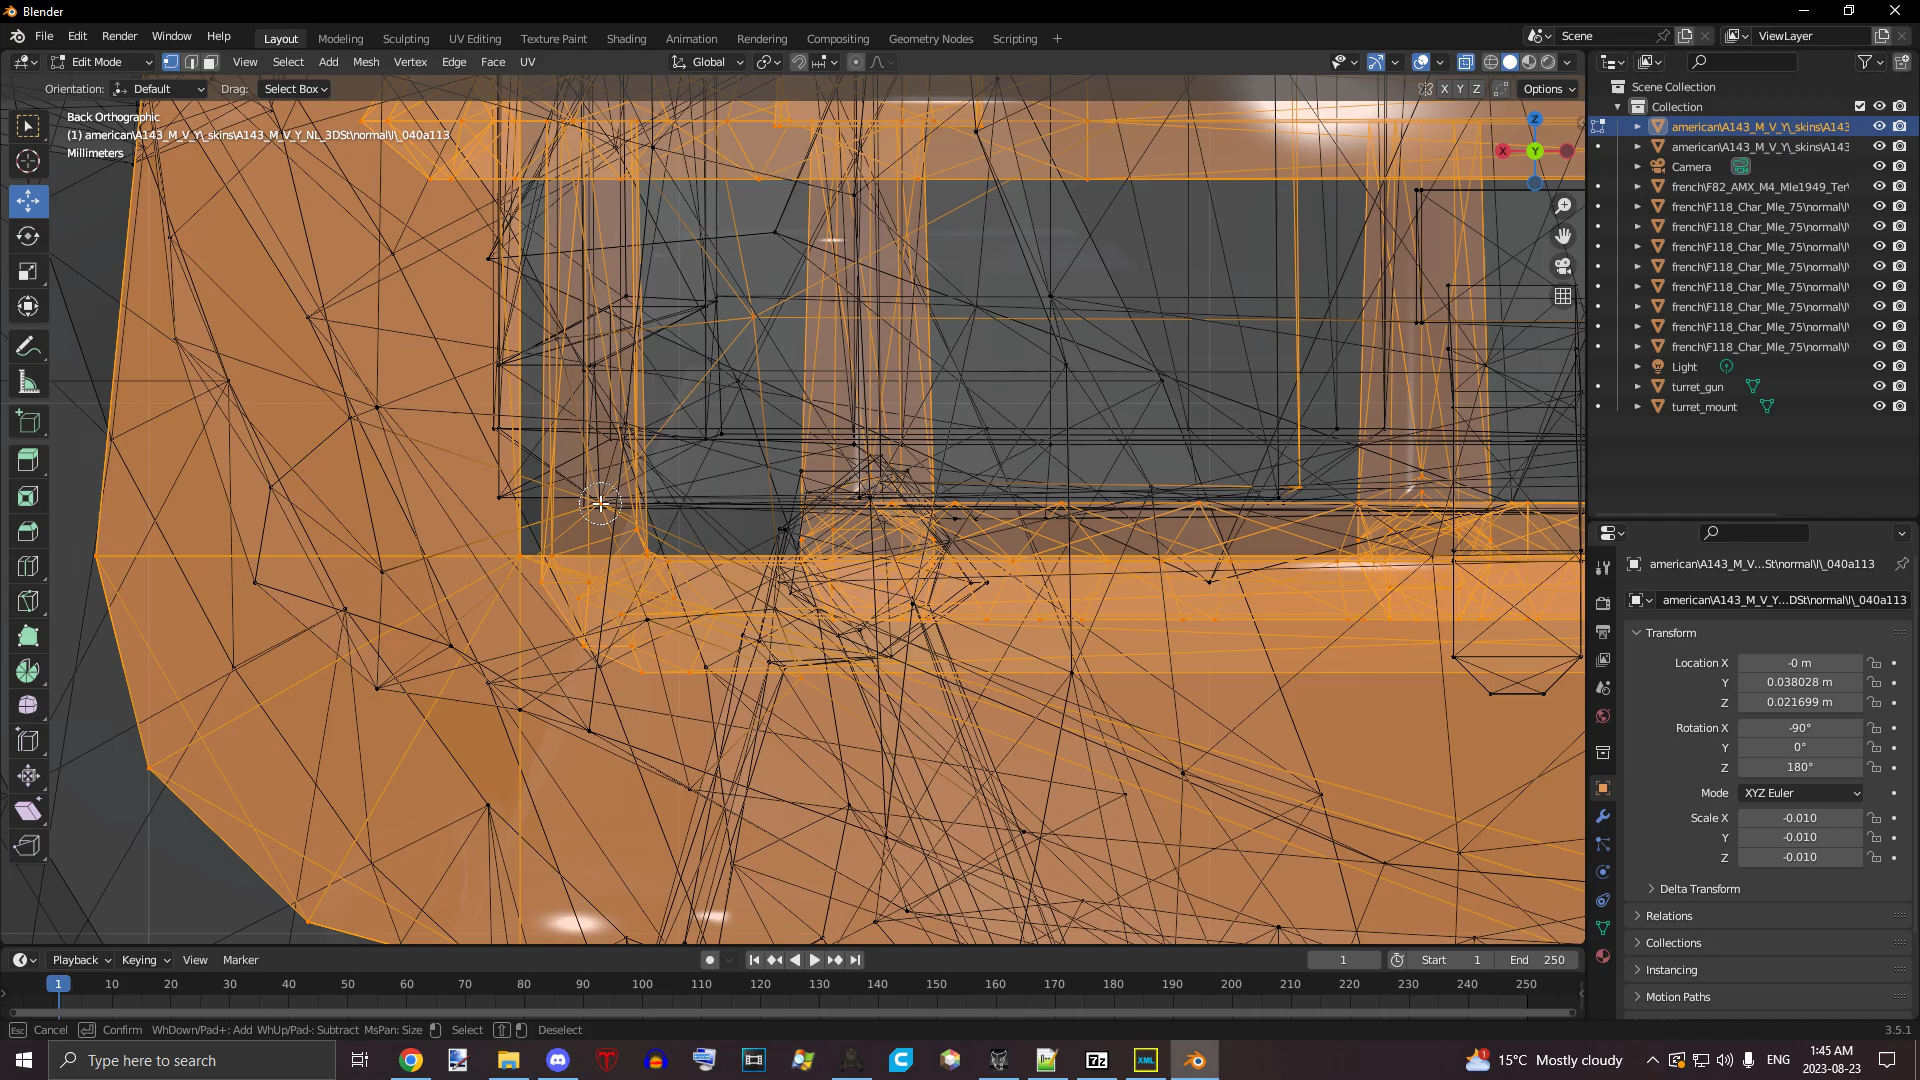 Blender
File Edit Render Window Help
Layout Modeling Sculpting UV Editing Texture Paint Shading Animation Rendering Compositing Geometry Nodes Scripting +
Scene
ViewLayer
Edit Mode View Select Add Mesh Vertex Edge Face UV
Global
Orientation: Default Drag: Select Box
X Y Z Options
Back Orthographic
(1) american\A143_M_V_Y\_skins\A143_M_V_Y_NL_3DSt\normal\l\_040a113
Millimeters
Z
X Y
Scene Collection
Collection
american\A143_M_V_Y\_skins\A143
american\A143_M_V_Y\_skins\A143
Camera
french\F82_AMX_M4_Mle1949_Ter\
french\F118_Char_Mle_75\normal\l\
french\F118_Char_Mle_75\normal\l\
french\F118_Char_Mle_75\normal\l\
french\F118_Char_Mle_75\normal\l\
french\F118_Char_Mle_75\normal\l\
french\F118_Char_Mle_75\normal\l\
french\F118_Char_Mle_75\normal\l\
french\F118_Char_Mle_75\normal\l\
Light
turret_gun
turret_mount
american\A143_M_V...St\normal\l\_040a113
american\A143_M_V_Y...DSt\normal\l\_040a113
Transform
Location X -0 m
Y 0.038028 m
Z 0.021699 m
Rotation X -90°
Y 0°
Z 180°
Mode XYZ Euler
Scale X -0.010
Y -0.010
Z -0.010
Delta Transform
Relations
Collections
Instancing
Motion Paths
Playback Keying View Marker
1 Start 1 End 250
1 10 20 30 40 50 60 70 80 90 100 110 120 130 140 150 160 170 180 190 200 210 220 230 240 250
Esc Cancel Confirm WhDown/Pad+: Add WhUp/Pad-: Subtract MsPan: Size Select Deselect
3.5.1
Type here to search
7z
XML
1
15°C Mostly cloudy
ENG
1:45 AM
2023-08-23